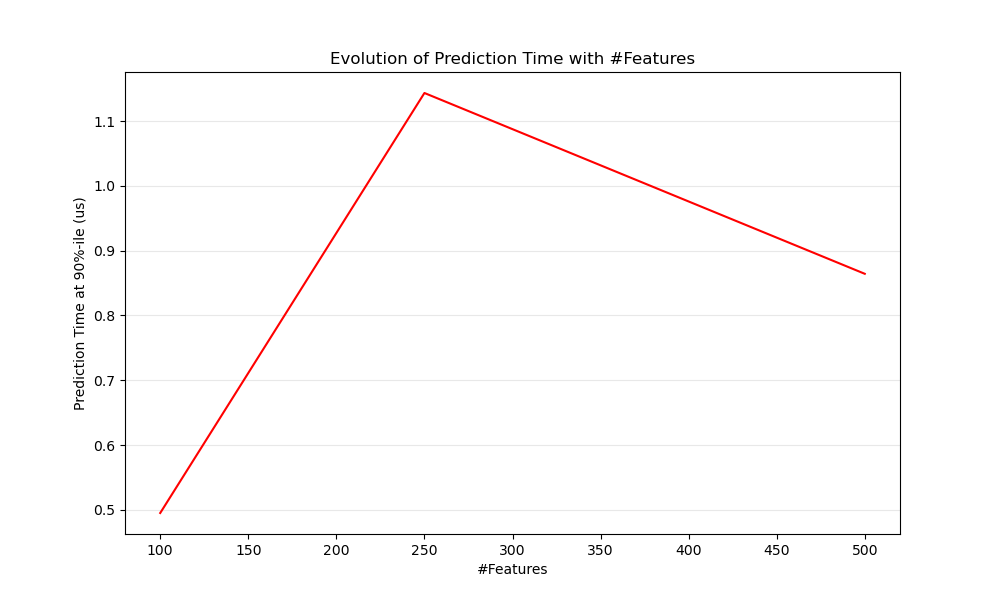 Evolution of Prediction Time with #Features
Prediction Time at 90%-ile (us)
1.1
1.0
0.9
0.8
0.7
0.6
0.5
100 150 200 250 300 350 400 450 500
#Features